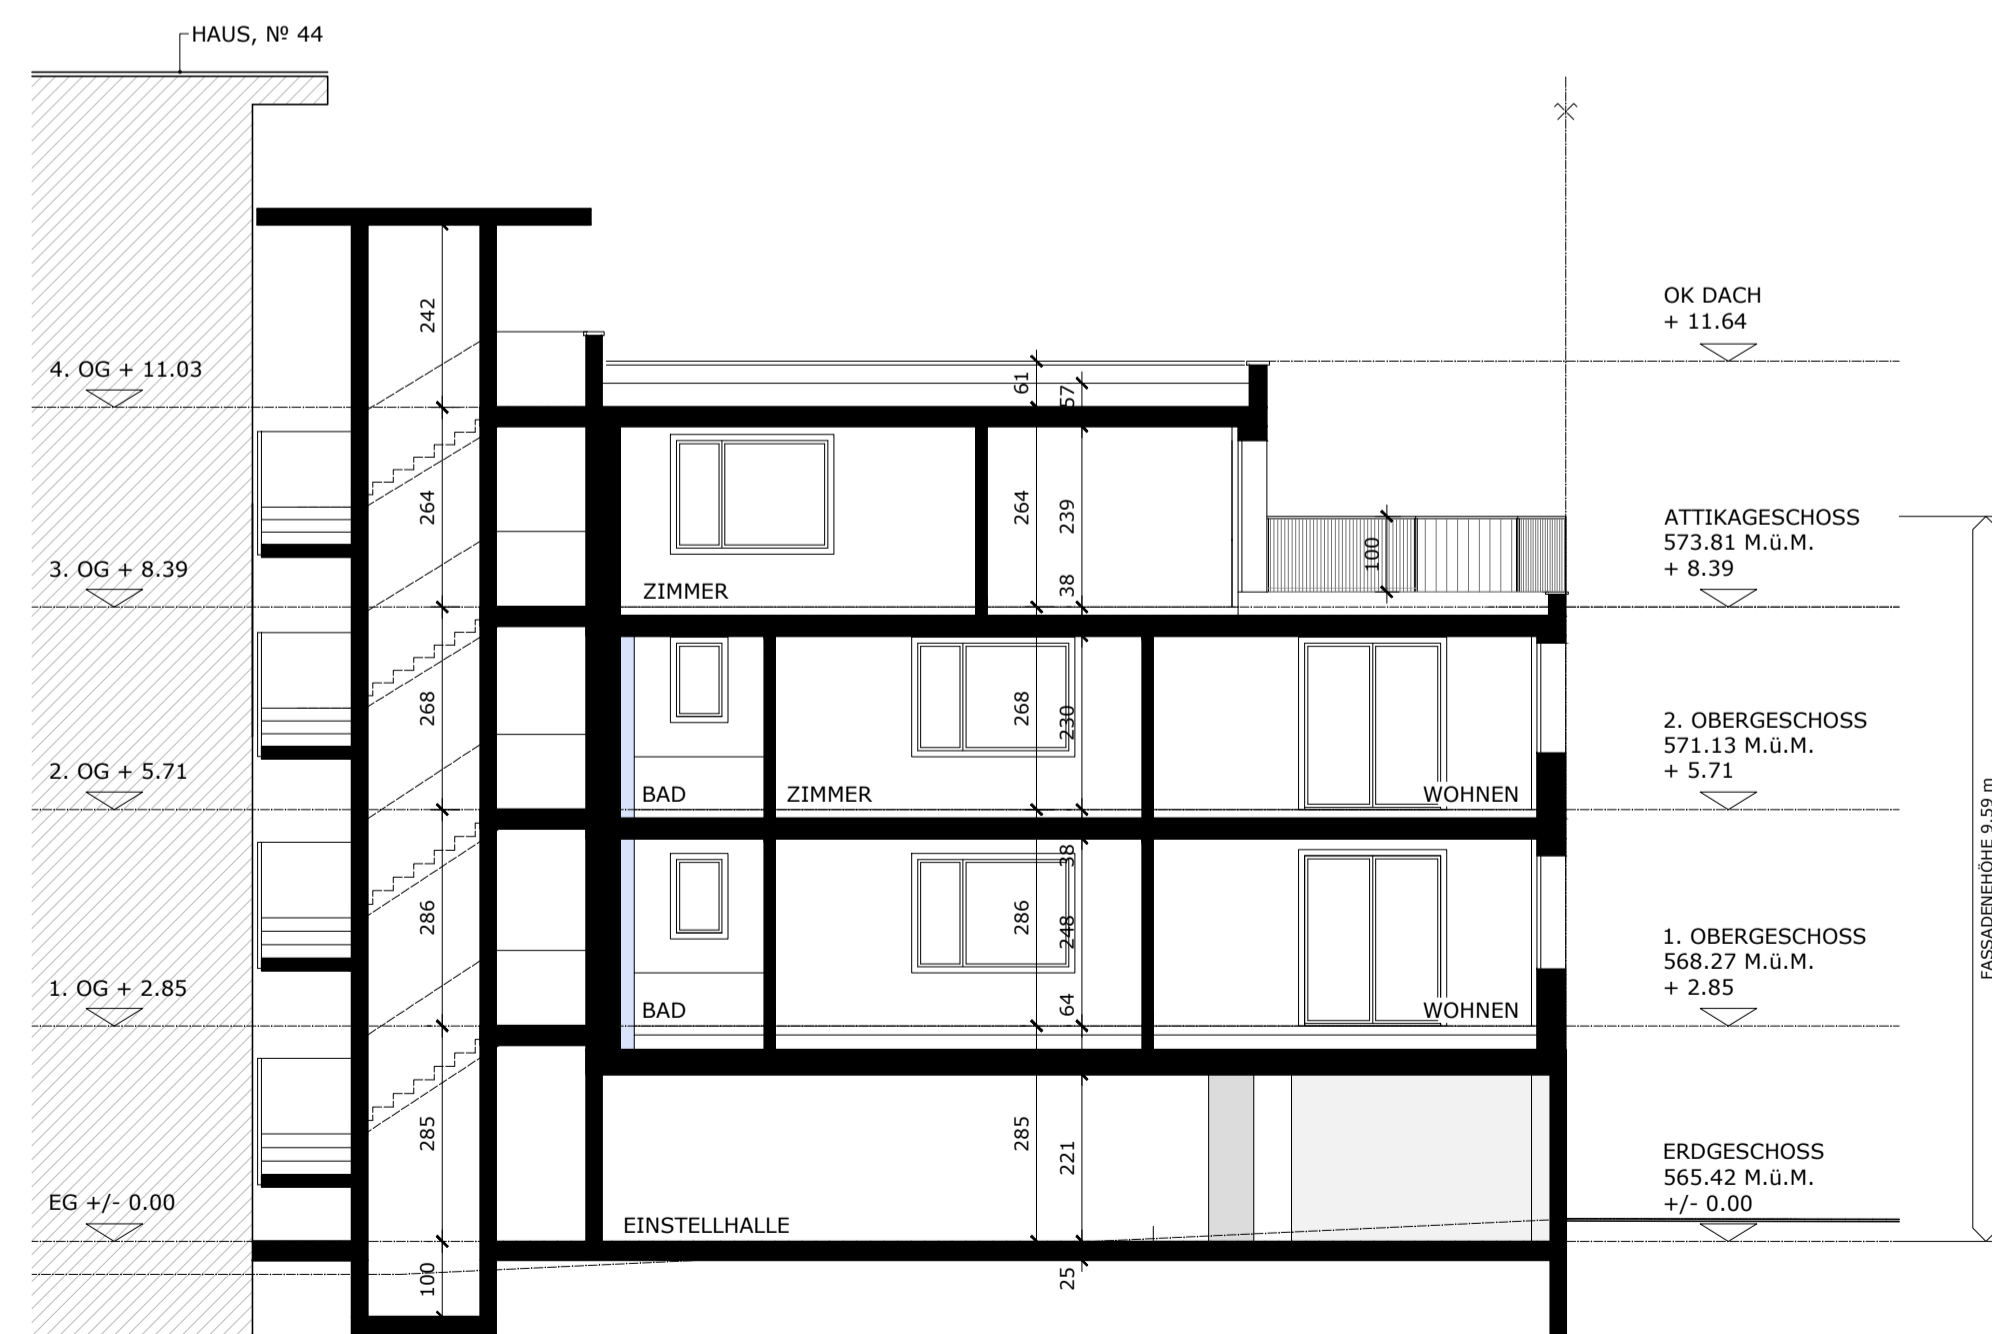 HAUS, Nº 44
OK DACH
+ 11.64
242
4. OG + 11.03
61
57
264
264
239
100
ATTIKAGESCHOSS
573.81 M.ü.M.
+ 8.39
3. OG + 8.39
ZIMMER
38
268
268
230
2. OBERGESCHOSS
571.13 M.ü.M.
+ 5.71
2. OG + 5.71
BAD
ZIMMER
WOHNEN
38
286
286
248
1. OBERGESCHOSS
568.27 M.ü.M.
+ 2.85
FASSADENEHÖHE 9.59 m
1. OG + 2.85
BAD
64
WOHNEN
285
285
221
ERDGESCHOSS
565.42 M.ü.M.
+/- 0.00
EG +/- 0.00
EINSTELLHALLE
100
25